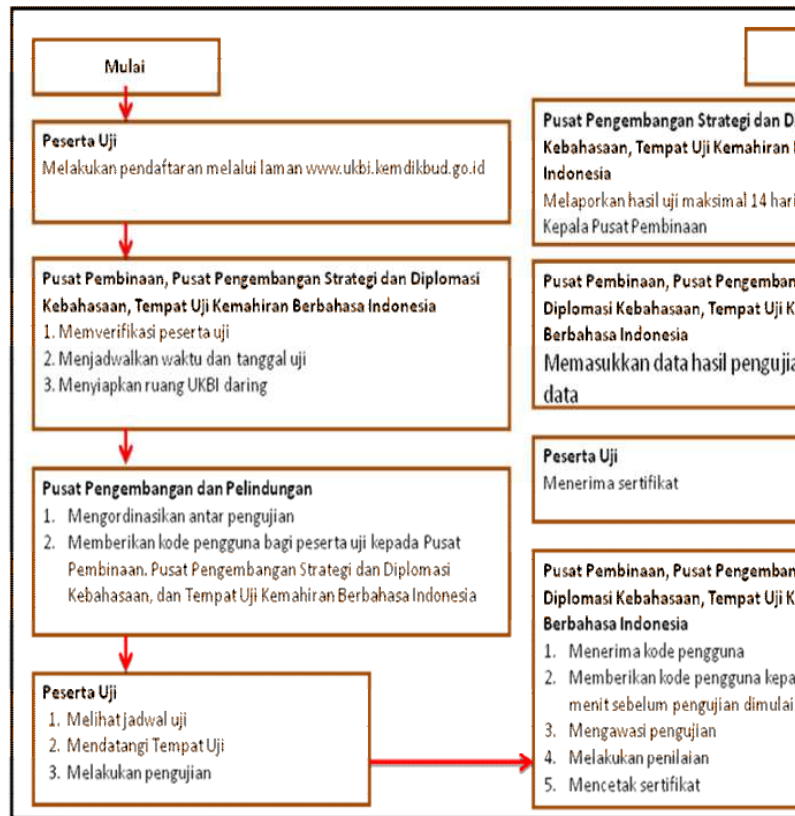 Mulai
Peserta Uji
Melakukan pendaftaran melalui laman www.ukbi.kemdikbud.go.id
Pusat Pembinaan, Pusat Pengembangan Strategi dan Diplomasi
Kebahasaan, Tempat Uji Kemahiran Berbahasa Indonesia
1. Memverifikasi peserta uji
2. Menjadwalkan waktu dan tanggal uji
3. Menyiapkan ruang UKBI daring
Pusat Pengembangan dan Pelindungan
1. Mengordinasikan antar pengujian
2. Memberikan kode pengguna bagi peserta uji kepada Pusat
Pembinaan. Pusat Pengembangan Strategi dan Diplomasi
Kebahasaan, dan Tempat Uji Kemahiran Berbahasa Indonesia
Peserta Uji
1. Melihat jadwal uji
2. Mendatangi Tempat Uji
3. Melakukan pengujian
Pusat Pengembangan Strategi dan
Kebahasaan, Tempat Uji Kemahiran
Indonesia
Melaporkan hasil uji maksimal 14 hari
Kepala Pusat Pembinaan
Pusat Pembinaan, Pusat
Diplomasi Kebahasaan, Tempat Uji
Berbahasa Indonesia
Memasukkan data hasil
data
Peserta Uji
Menerima sertifikat
Pusat Pembinaan, Pusat
Diplomasi Kebahasaan, Tempat Uji
Berbahasa Indonesia
1. Menerima kode pengguna
2. Memberikan kode pengguna
menit sebelum pengujian dimulai
3. Mengawasi pengujian
4. Melakukan penilaian
5. Mencetak sertifikat